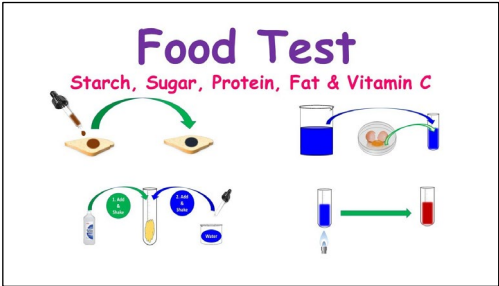 Food Test
Starch, Sugar, Protein, Fat & Vitamin C
1. Add
&
Shake
2. Add
&
Shake
Water